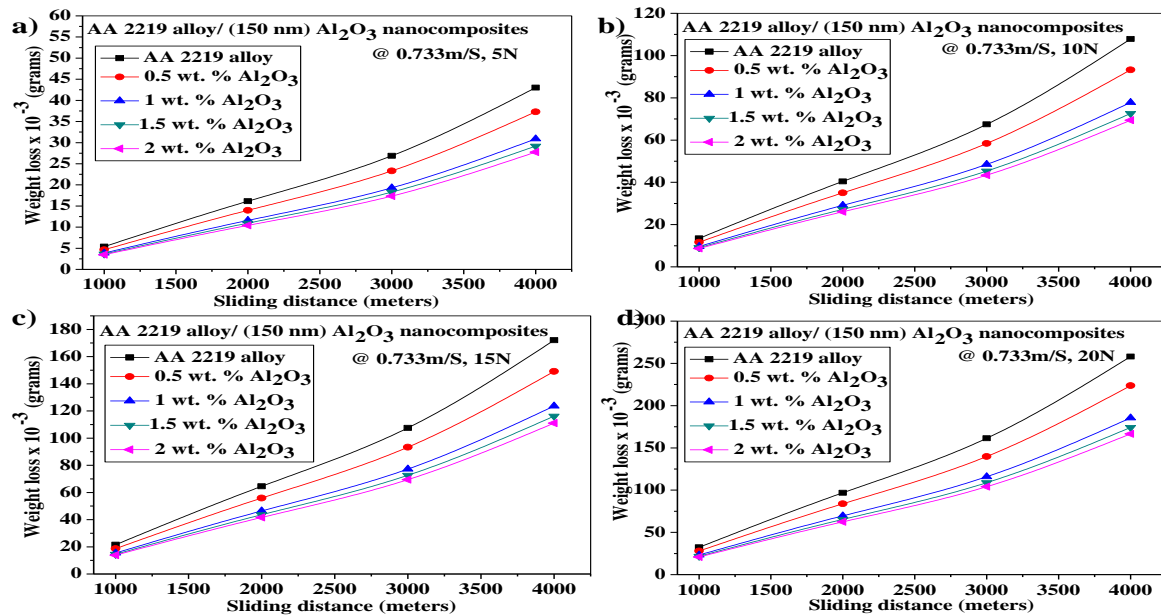 a)
AA 2219 alloy/ (150 nm) Al₂O₃ nanocomposites
@ 0.733m/S, 5N
AA 2219 alloy
0.5 wt. % Al₂O₃
1 wt. % Al₂O₃
1.5 wt. % Al₂O₃
2 wt. % Al₂O₃
Weight loss x 10⁻³ (grams)
60
55
50
45
40
35
30
25
20
15
10
5
0
1000 1500 2000 2500 3000 3500 4000
Sliding distance (meters)
b)
AA 2219 alloy/ (150 nm) Al₂O₃ nanocomposites
@ 0.733m/S, 10N
AA 2219 alloy
0.5 wt. % Al₂O₃
1 wt. % Al₂O₃
1.5 wt. % Al₂O₃
2 wt. % Al₂O₃
Weight loss x 10⁻³ (grams)
120
100
80
60
40
20
0
1000 1500 2000 2500 3000 3500 4000
Sliding distance (meters)
c)
AA 2219 alloy/ (150 nm) Al₂O₃ nanocomposites
@ 0.733m/S, 15N
AA 2219 alloy
0.5 wt. % Al₂O₃
1 wt. % Al₂O₃
1.5 wt. % Al₂O₃
2 wt. % Al₂O₃
Weight loss x 10⁻³ (grams)
180
160
140
120
100
80
60
40
20
0
1000 1500 2000 2500 3000 3500 4000
Sliding distance (meters)
d)
AA 2219 alloy/ (150 nm) Al₂O₃ nanocomposites
@ 0.733m/S, 20N
AA 2219 alloy
0.5 wt. % Al₂O₃
1 wt. % Al₂O₃
1.5 wt. % Al₂O₃
2 wt. % Al₂O₃
Weight loss x 10⁻³ (grams)
300
250
200
150
100
50
0
1000 1500 2000 2500 3000 3500 4000
Sliding distance (meters)